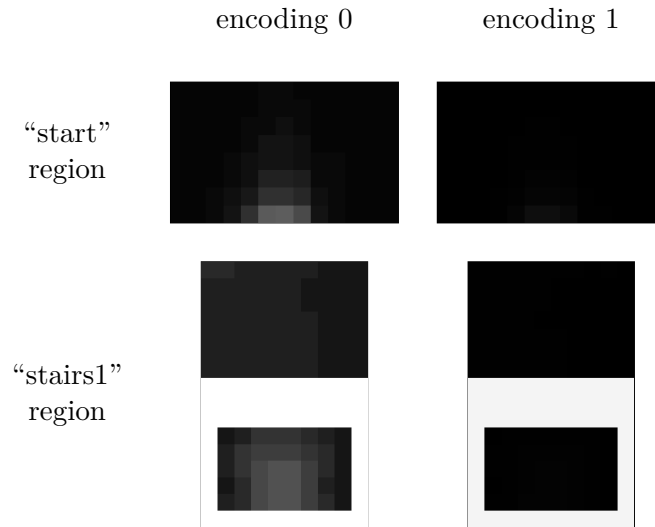 encoding 0
encoding 1
“start”
region
“stairs1”
region